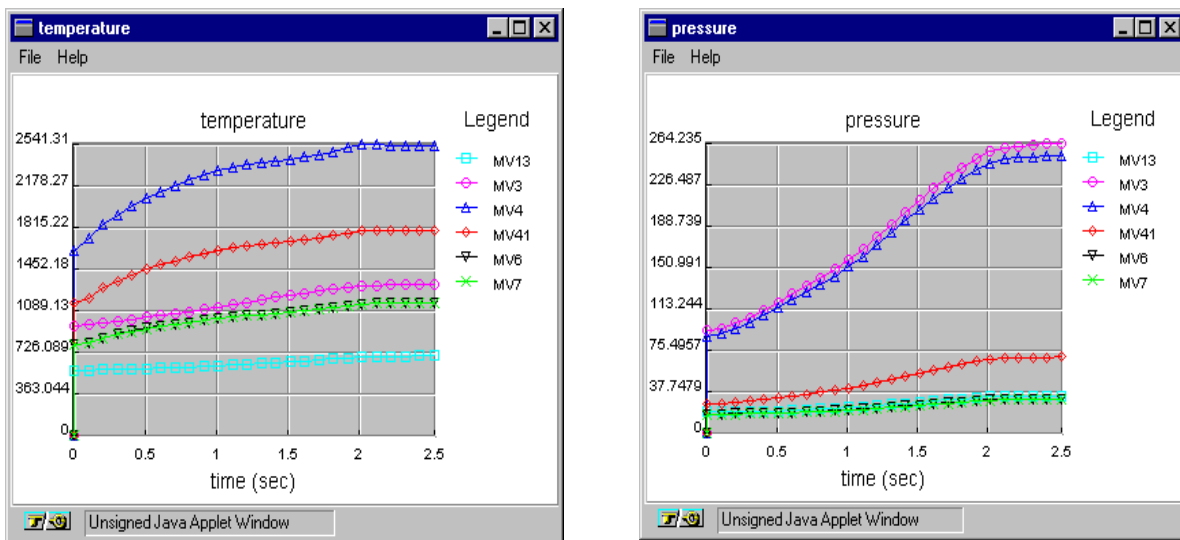 temperature
File Help
temperature
Legend
2541.31
2178.27
1815.22
1452.18
1089.13
726.089
363.044
0
MV13
MV3
MV4
MV41
MV6
MV7
0 0.5 1 1.5 2 2.5
time (sec)
Unsigned Java Applet Window
pressure
File Help
pressure
Legend
264.235
226.487
188.739
150.991
113.244
75.4957
37.7479
0
MV13
MV3
MV4
MV41
MV6
MV7
0 0.5 1 1.5 2 2.5
time (sec)
Unsigned Java Applet Window